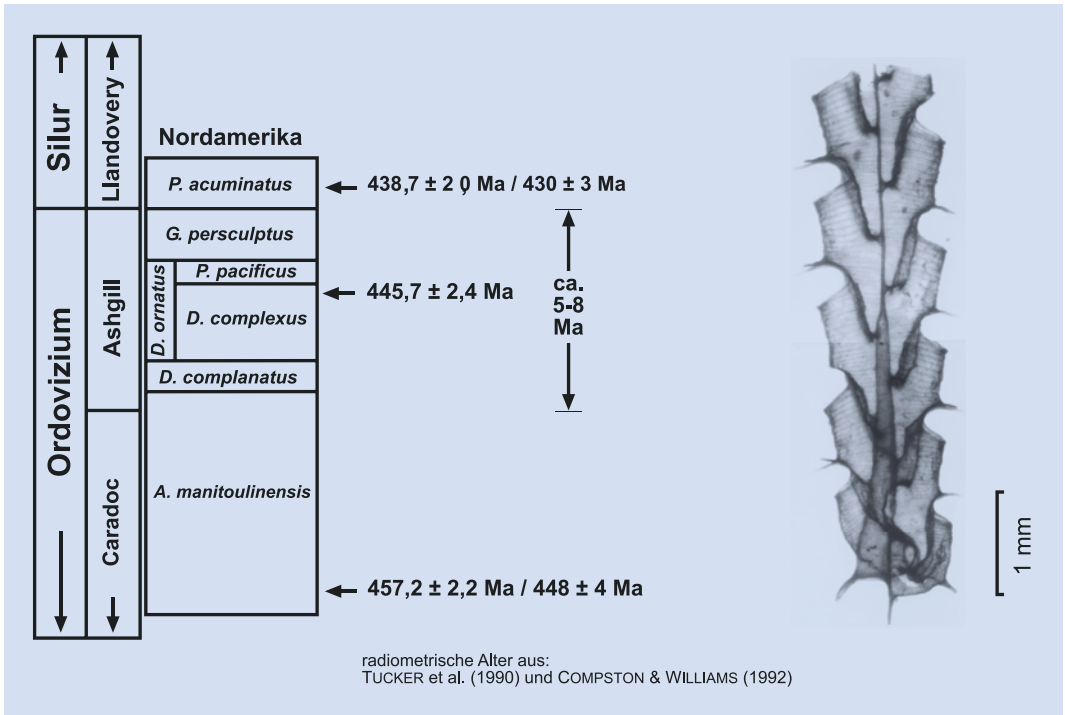 Silur
Llandovery
Nordamerika
P. acuminatus
438,7 ± 2,0 Ma / 430 ± 3 Ma
Ordovizium
Ashgill
G. persculptus
D. ornatus
P. pacificus
445,7 ± 2,4 Ma
ca.
5-8
Ma
D. complexus
D. complanatus
Caradoc
A. manitoulinensis
457,2 ± 2,2 Ma / 448 ± 4 Ma
1 mm
radiometrische Alter aus:
TUCKER et al. (1990) und COMPSTON & WILLIAMS (1992)